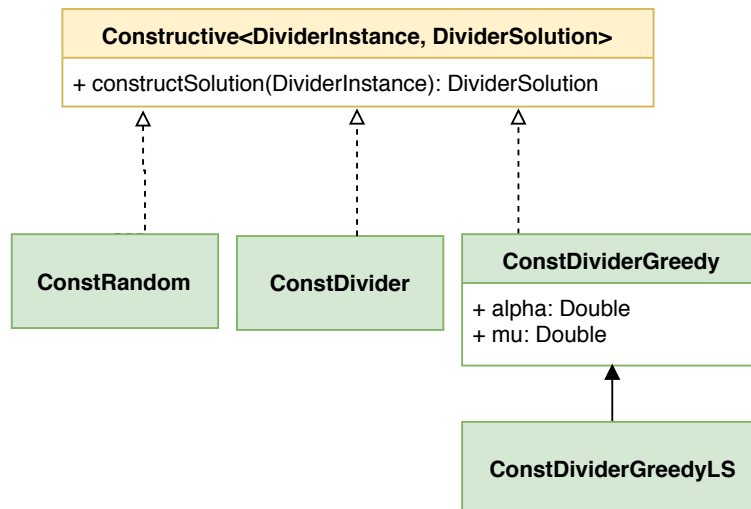 Constructive<DividerInstance, DividerSolution>
+ constructSolution(DividerInstance): DividerSolution
ConstRandom
ConstDivider
ConstDividerGreedy
+ alpha: Double
+ mu: Double
ConstDividerGreedyLS